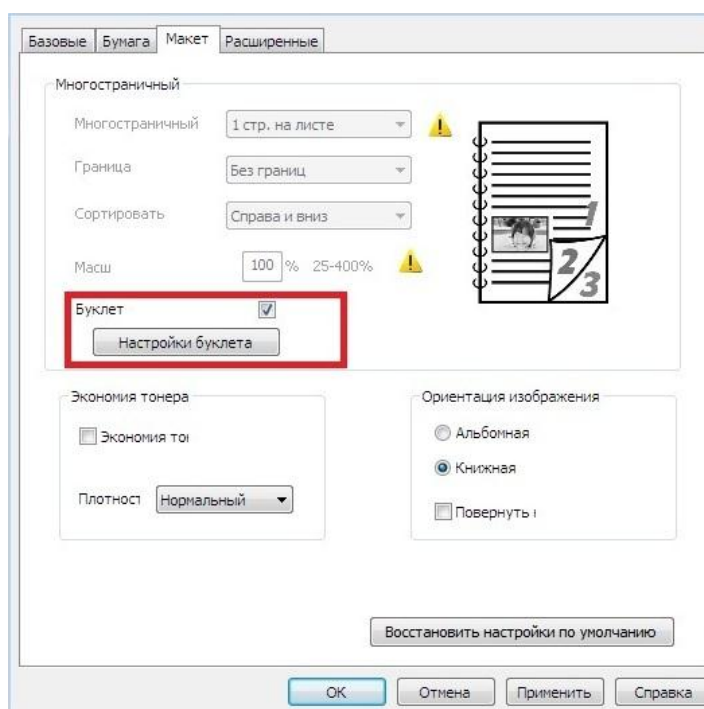 Базовые Бумага Макет Расширенные
Многостраничный
Многостраничный 1 стр. на листе
Граница Без границ
Сортировать Справа и вниз
Масш 100 % 25-400%
Буклет
Настройки буклета
1
2
3
Экономия тонера
Экономия то
Плотност Нормальный
Ориентация изображения
Альбомная
Книжная
Повернуть
Восстановить настройки по умолчанию
ОК Отмена Применить Справка